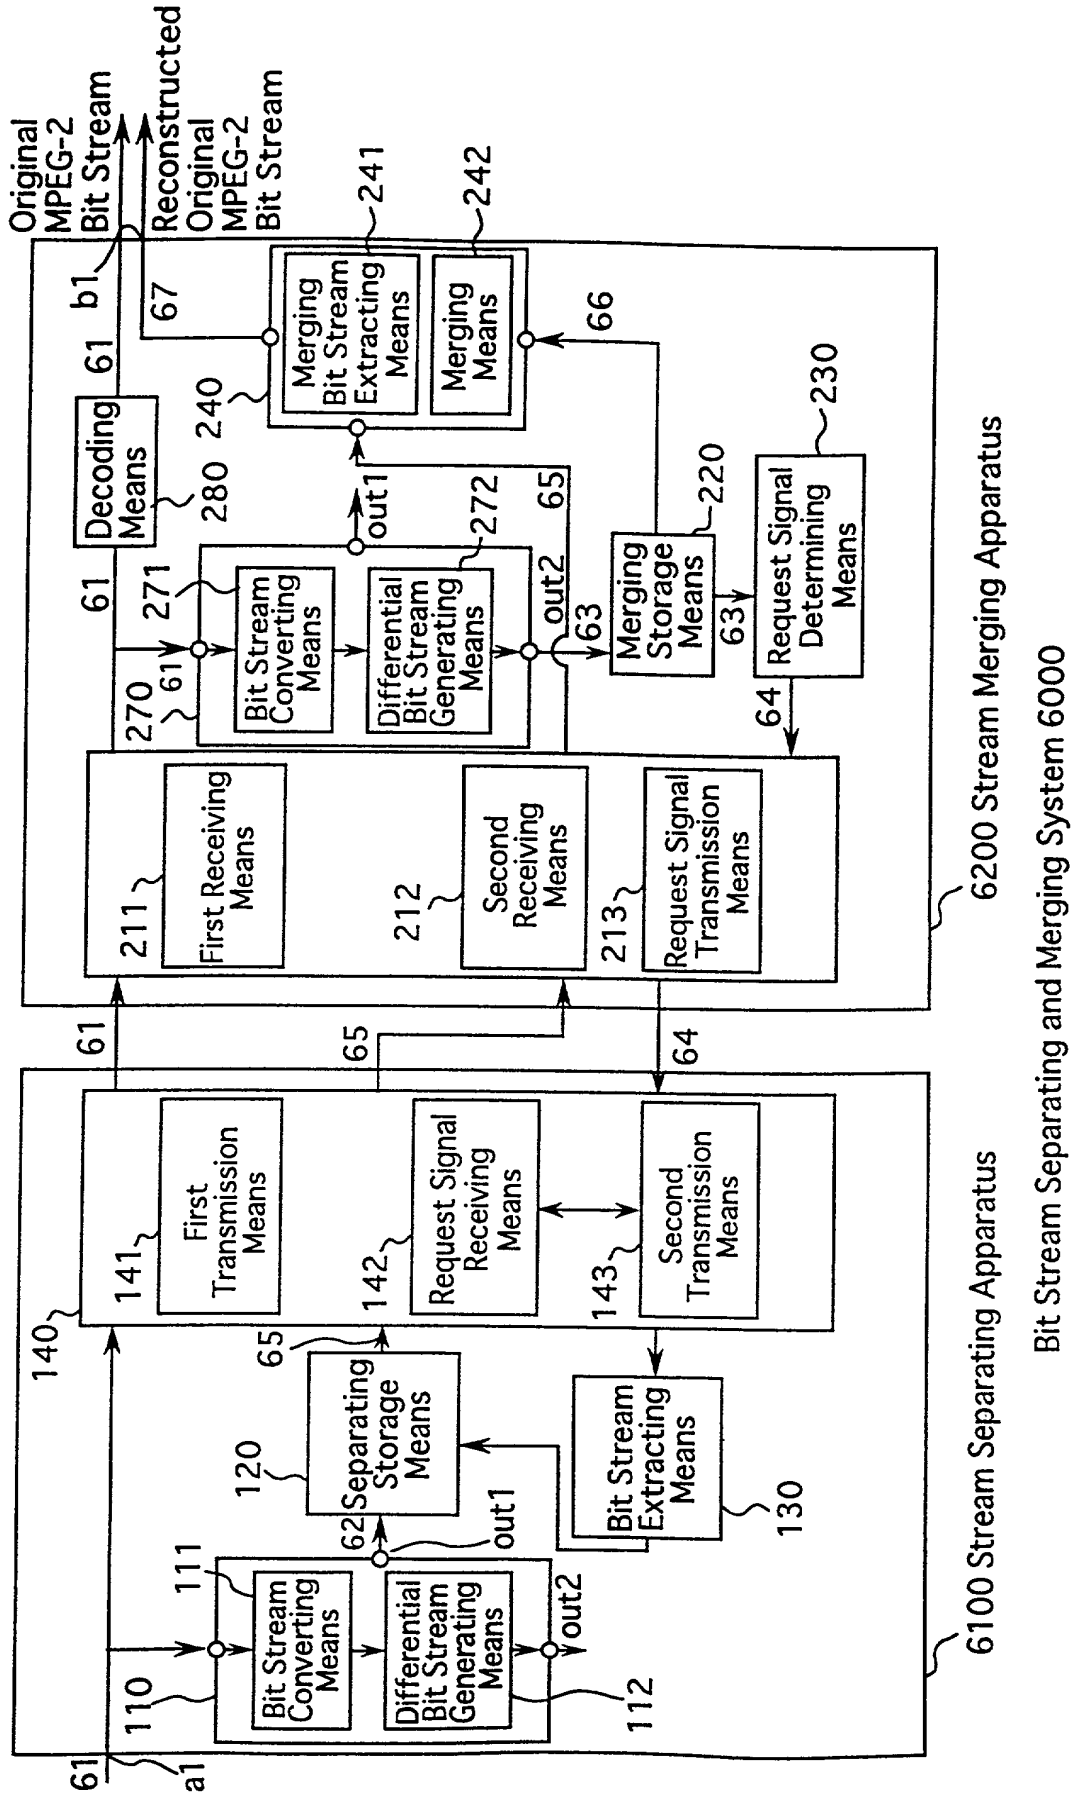 61
a1
110
111
Bit Stream
Converting
Means
Differential
Bit Stream
Generating
Means
112
out2
out1
62
120
Separating
Storage
Means
65
130
Bit Stream
Extracting
Means
140
141
First
Transmission
Means
142
Request Signal
Receiving
Means
143
Second
Transmission
Means
6100 Stream Separating Apparatus
61
65
64
211
First Receiving
Means
212
Second
Receiving
Means
213
Request Signal
Transmission
Means
61
Decoding
Means
280
61
b1
67
Original
MPEG-2
Bit Stream
Reconstructed
Original
MPEG-2
Bit Stream
270
61
271
Bit Stream
Converting
Means
Differential
Bit Stream
Generating
Means
272
out1
out2
63
65
240
Merging
Bit Stream
Extracting
Means
241
Merging
Means
242
66
Merging
Storage
Means
220
63
Request Signal
Determining
Means
230
64
6200 Stream Merging Apparatus
Bit Stream Separating and Merging System 6000